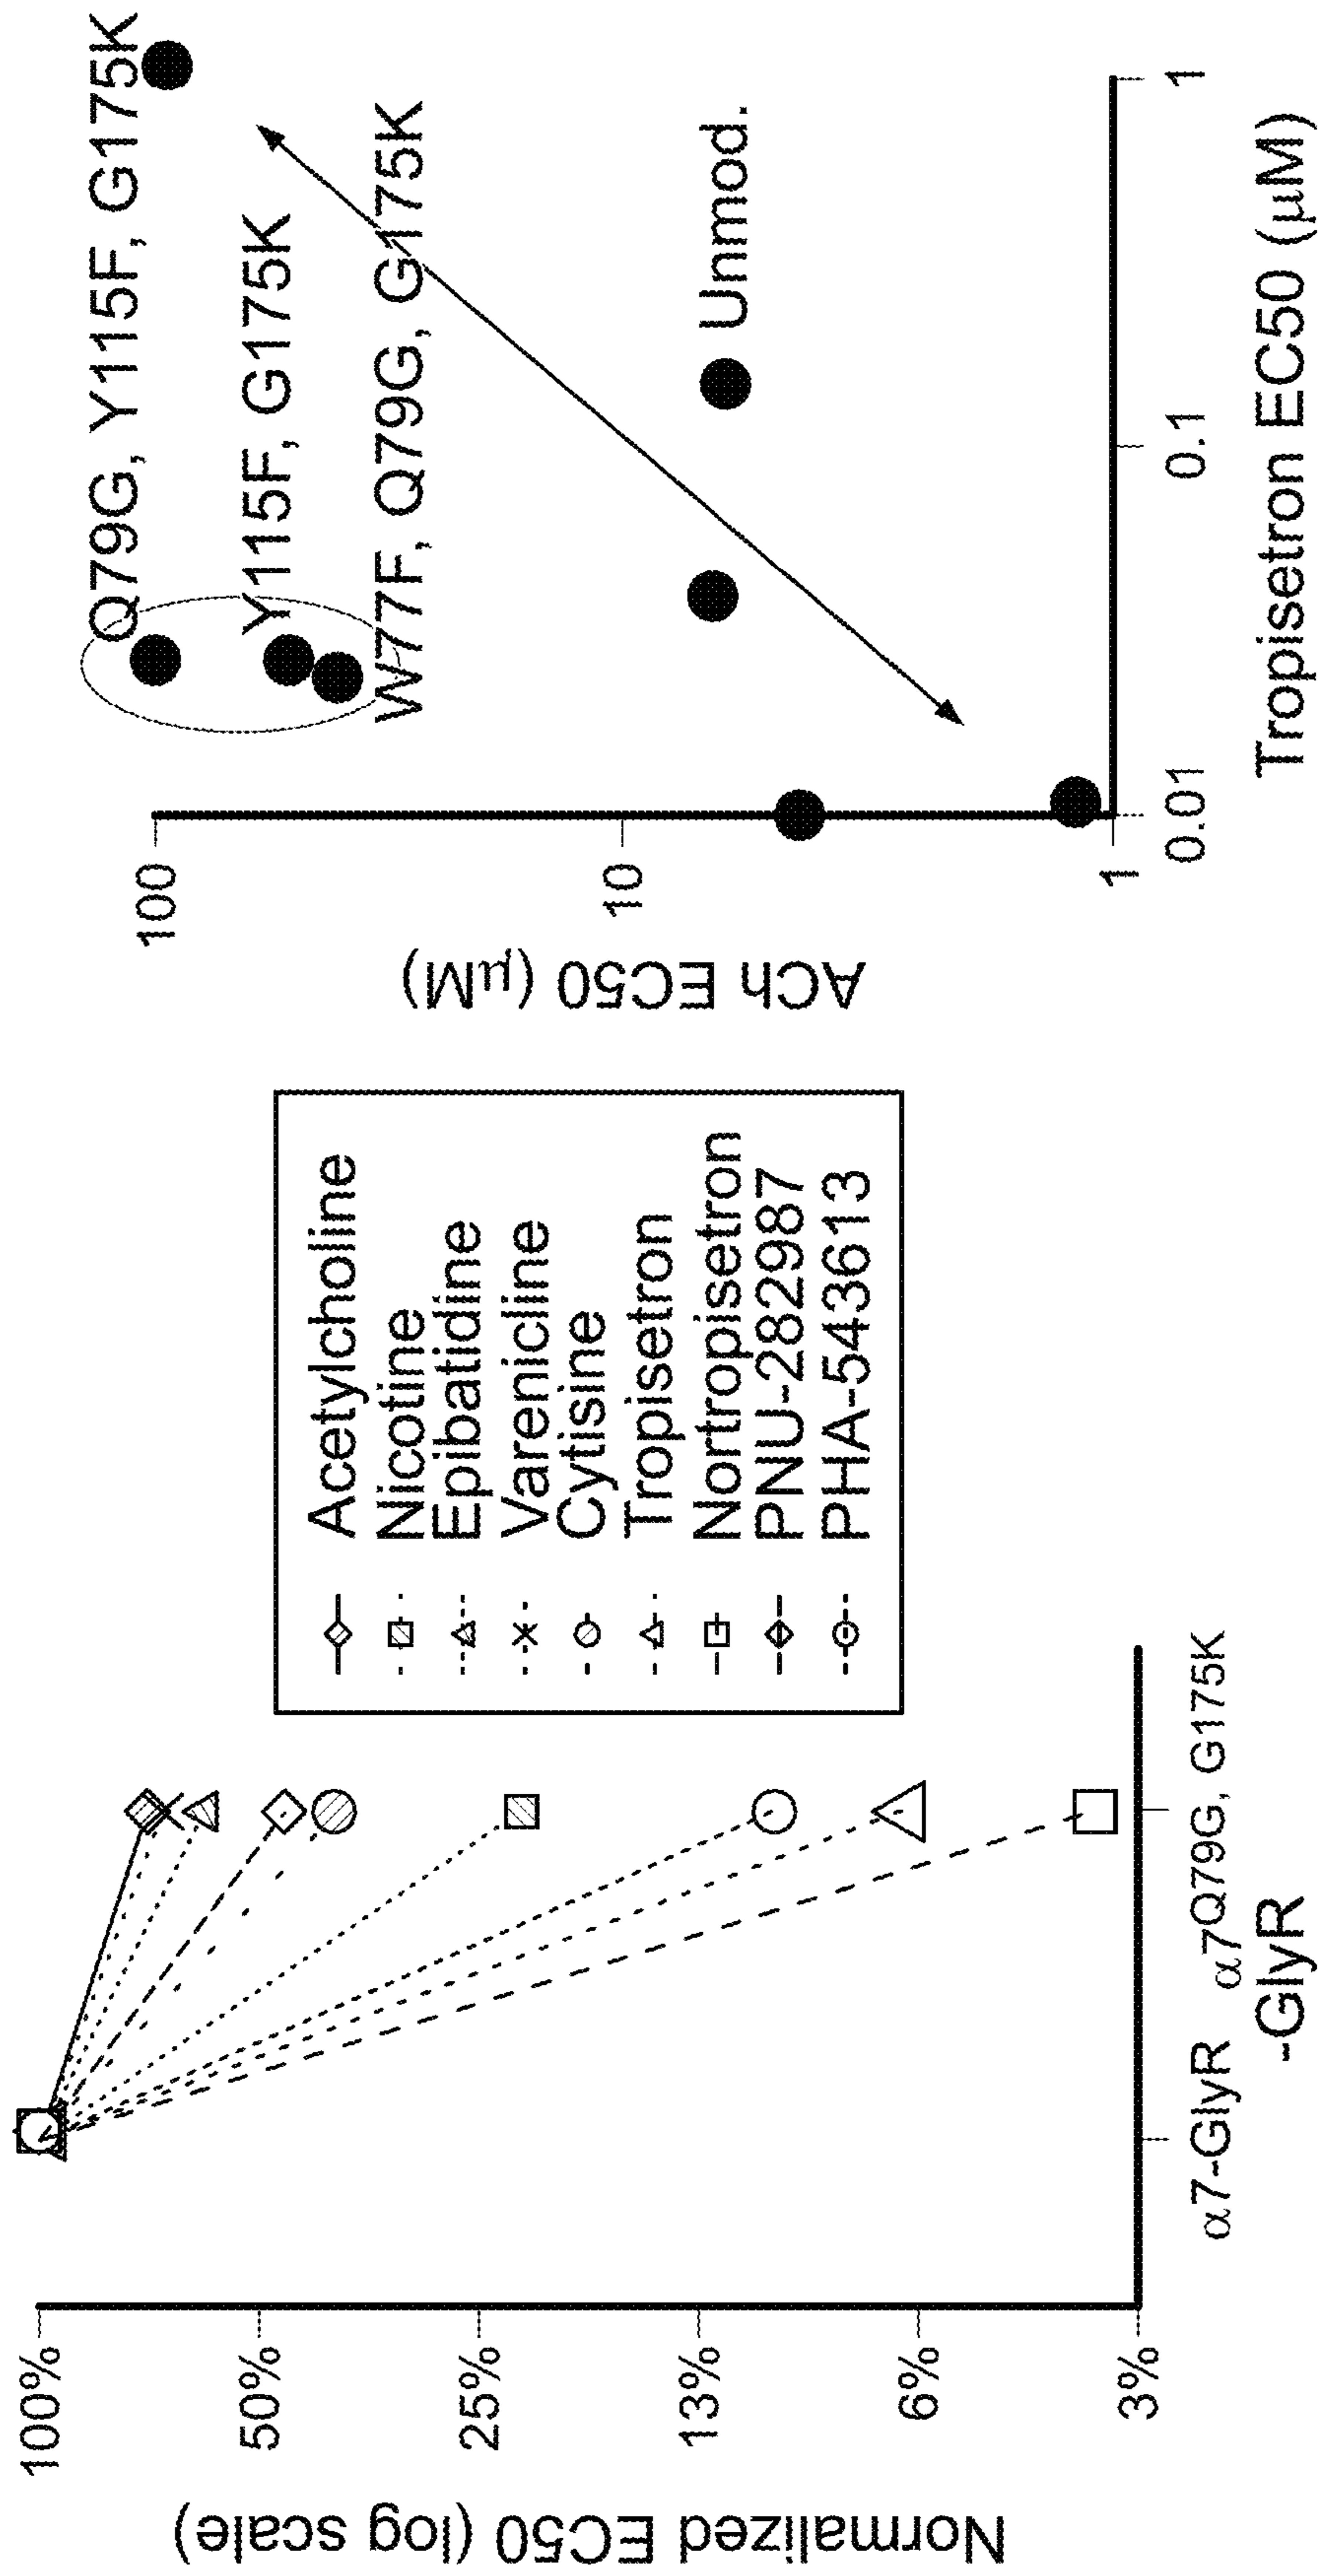 Normalized EC50 (log scale)
100%
50%
25%
13%
6%
3%
α7-GlyR
α7Q79G, G175K
-GlyR
Acetylcholine
Nicotine
Epibatidine
Varenicline
Cytisine
Tropisetron
Nortropisetron
PNU-282987
PHA-543613
ACh EC50 (μM)
100
10
1
0.01
0.1
1
Tropisetron EC50 (μM)
Q79G, Y115F, G175K
Y115F, G175K
W77F, Q79G, G175K
Unmod.